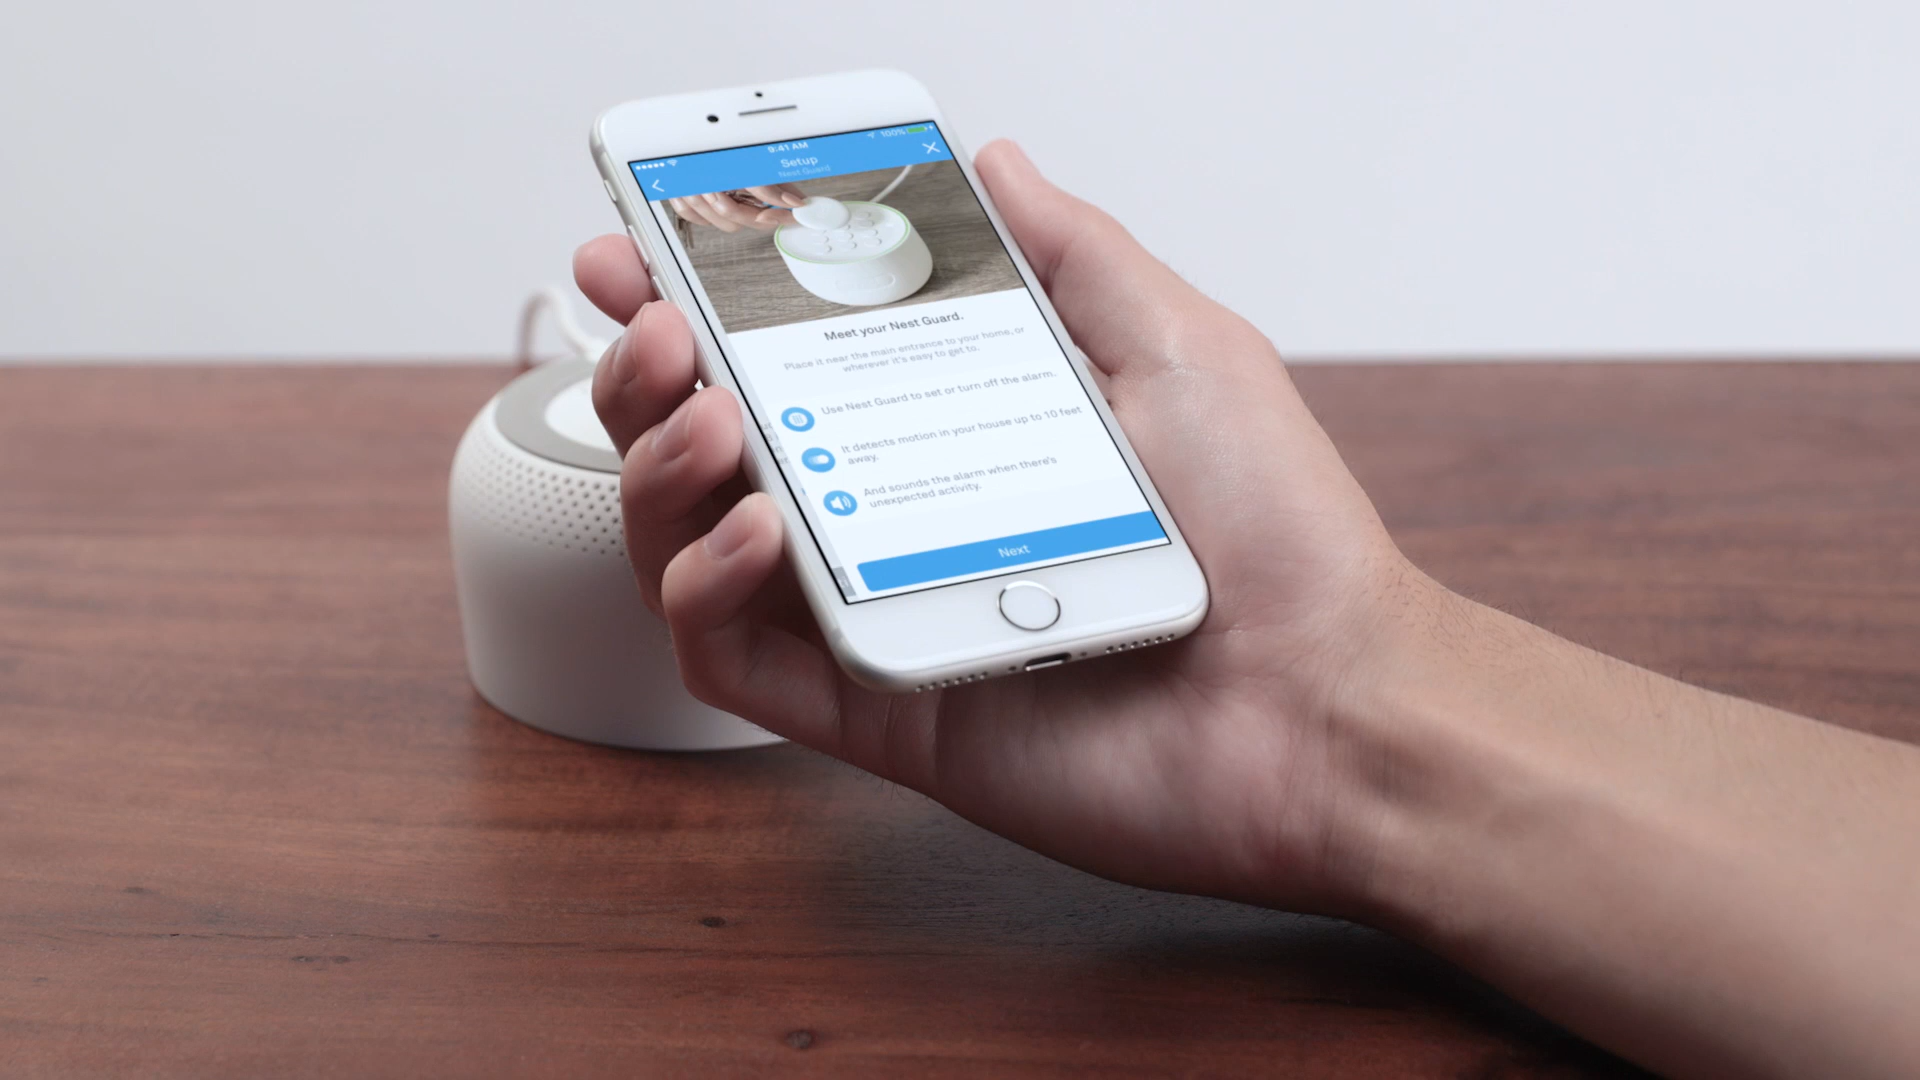 9:41 AM
100%
Setup
Nest Guard
Meet your Nest Guard.
Place it near the main entrance to your home, or
wherever it's easy to get to.
Use Nest Guard to set or turn off the alarm.
It detects motion in your house up to 10 feet
away.
And sounds the alarm when there's
unexpected activity.
Next